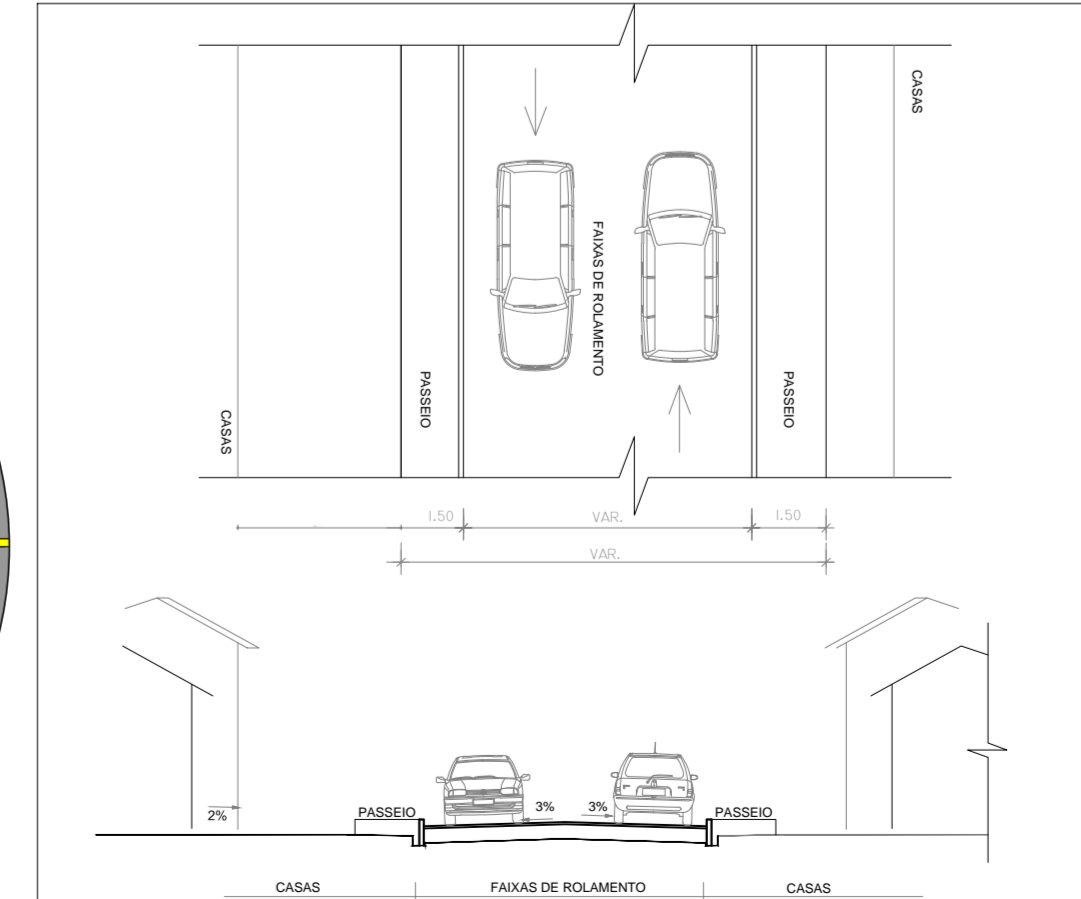 CASAS
FAIXAS DE ROLAMENTO
PASSEIO
PASSEIO
CASAS
1.50
VAR.
1.50
VAR.
2%
PASSEIO
3%
3%
PASSEIO
CASAS
FAIXAS DE ROLAMENTO
CASAS